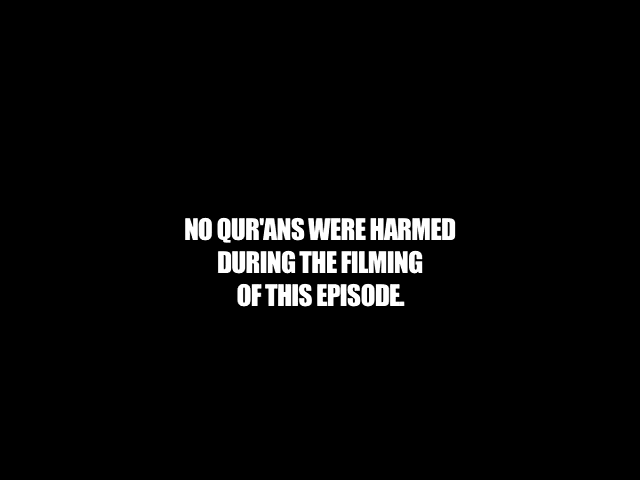 NO QUR'ANS WERE HARMED
DURING THE FILMING
OF THIS EPISODE.